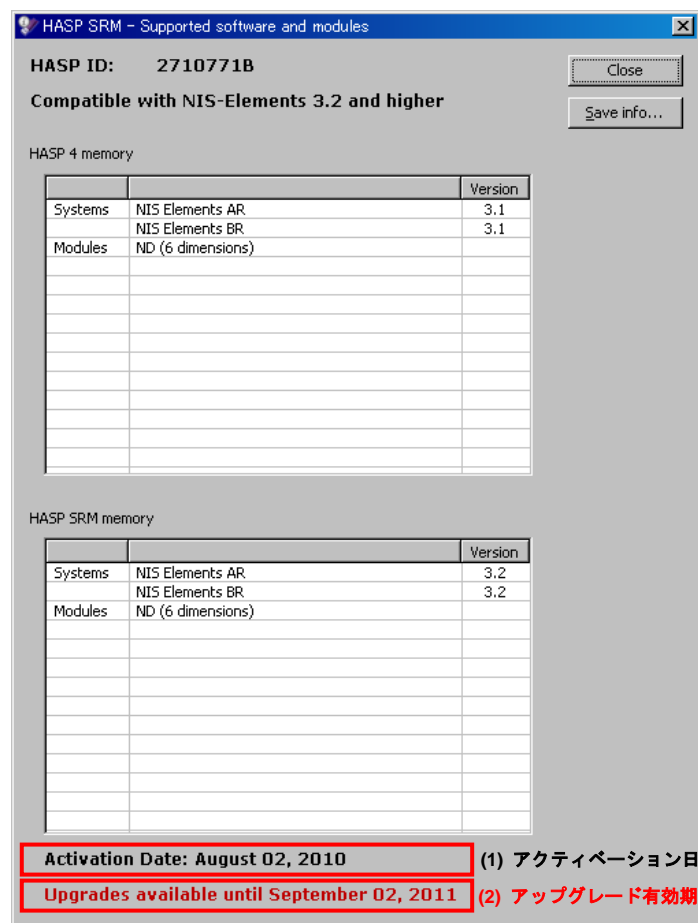 HASP SRM - Supported software and modules
HASP ID: 2710771B
Close
Compatible with NIS-Elements 3.2 and higher
Save info...
HASP 4 memory
Version
Systems NIS Elements AR 3.1
NIS Elements BR 3.1
Modules ND (6 dimensions)
HASP SRM memory
Version
Systems NIS Elements AR 3.2
NIS Elements BR 3.2
Modules ND (6 dimensions)
Activation Date: August 02, 2010 (1) アクティベーション日
Upgrades available until September 02, 2011 (2) アップグレード有効期